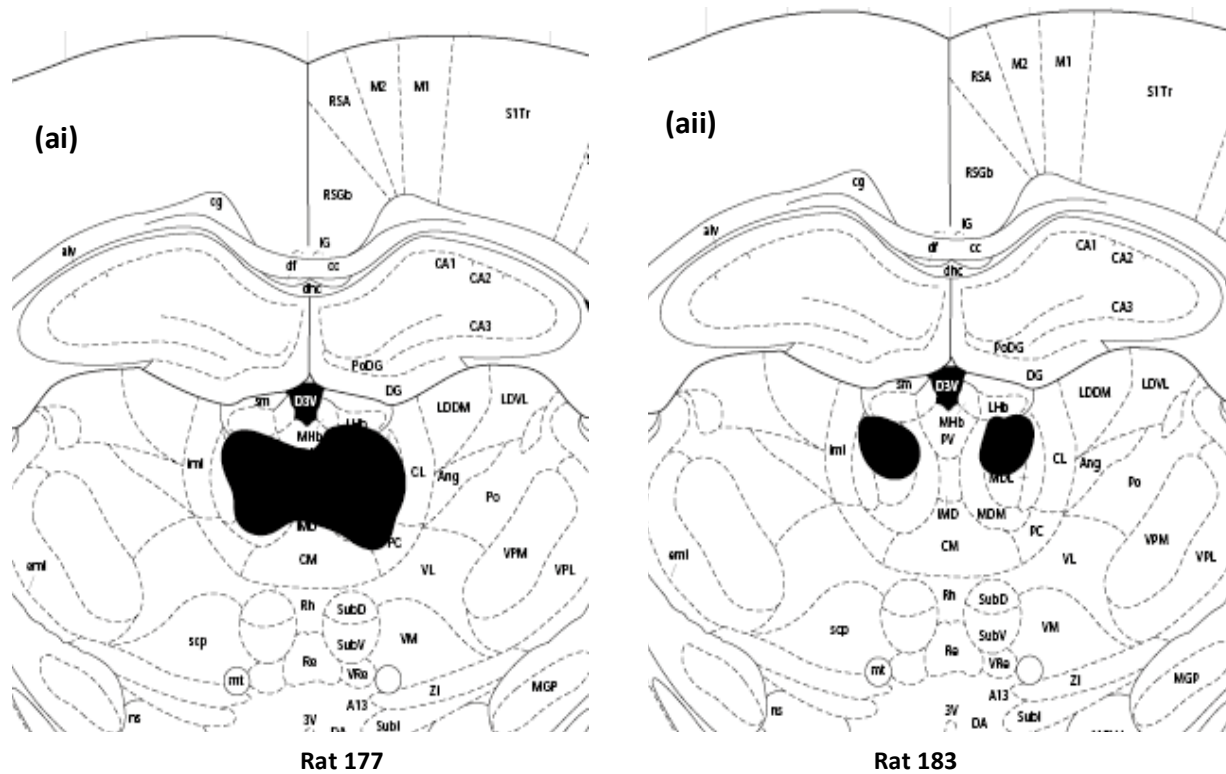 (ai)
RSA
M2
M1
S1Tr
RSGb
cg
IG
alv
df
cc
CA1
CA2
dhc
CA3
PoDG
DG
sm
D3V
LHb
LDDM
LDVL
MHb
iml
CL
Ang
Po
IMD
PC
CM
VL
VPM
VPL
eml
Rh
SubD
scp
SubV
VM
Re
VRe
mt
ZI
A13
MGP
ns
3V
SubI
DA
Rat 177
(aii)
RSA
M2
M1
S1Tr
RSGb
cg
IG
alv
df
cc
CA1
CA2
dhc
CA3
PoDG
DG
sm
D3V
LHb
LDDM
LDVL
MHb
PV
iml
CL
Ang
Po
MDL
IMD
MDM
PC
CM
VL
VPM
VPL
eml
Rh
SubD
scp
SubV
VM
Re
VRe
mt
ZI
A13
MGP
ns
3V
DA
SubI
Rat 183